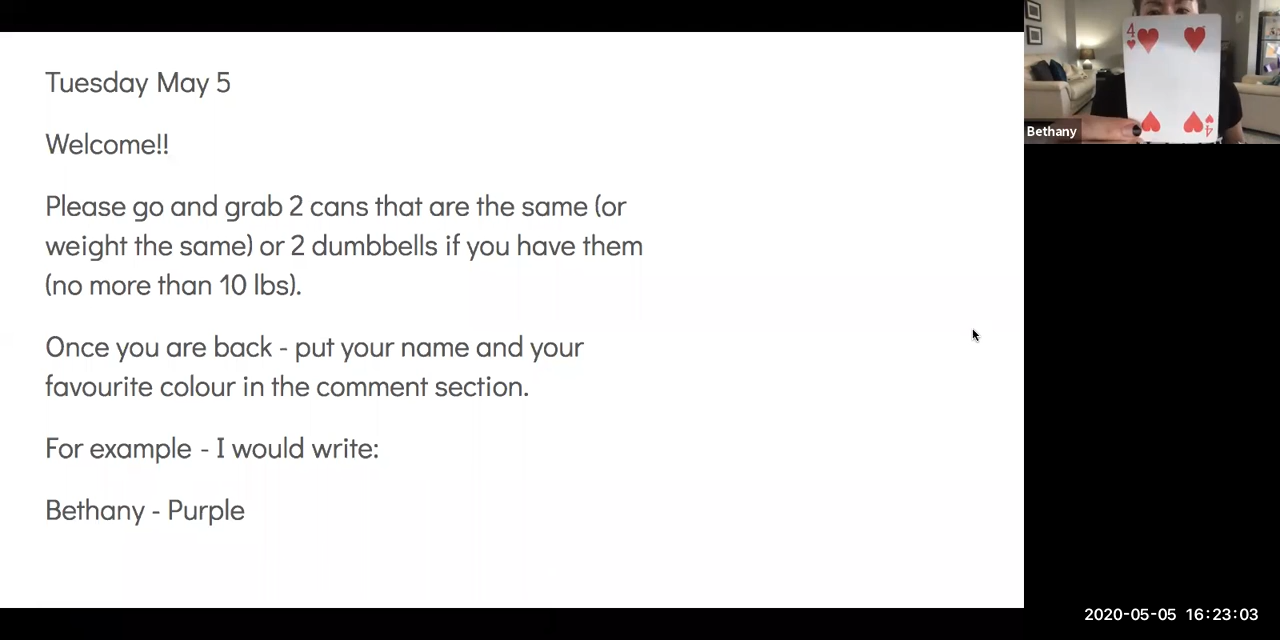 Tuesday May 5
Welcome!!
Please go and grab 2 cans that are the same (or
weight the same) or 2 dumbbells if you have them
(no more than 10 lbs).
Once you are back - put your name and your
favourite colour in the comment section.
For example - I would write:
Bethany - Purple
4
4
Bethany
2020-05-05 16:23:03